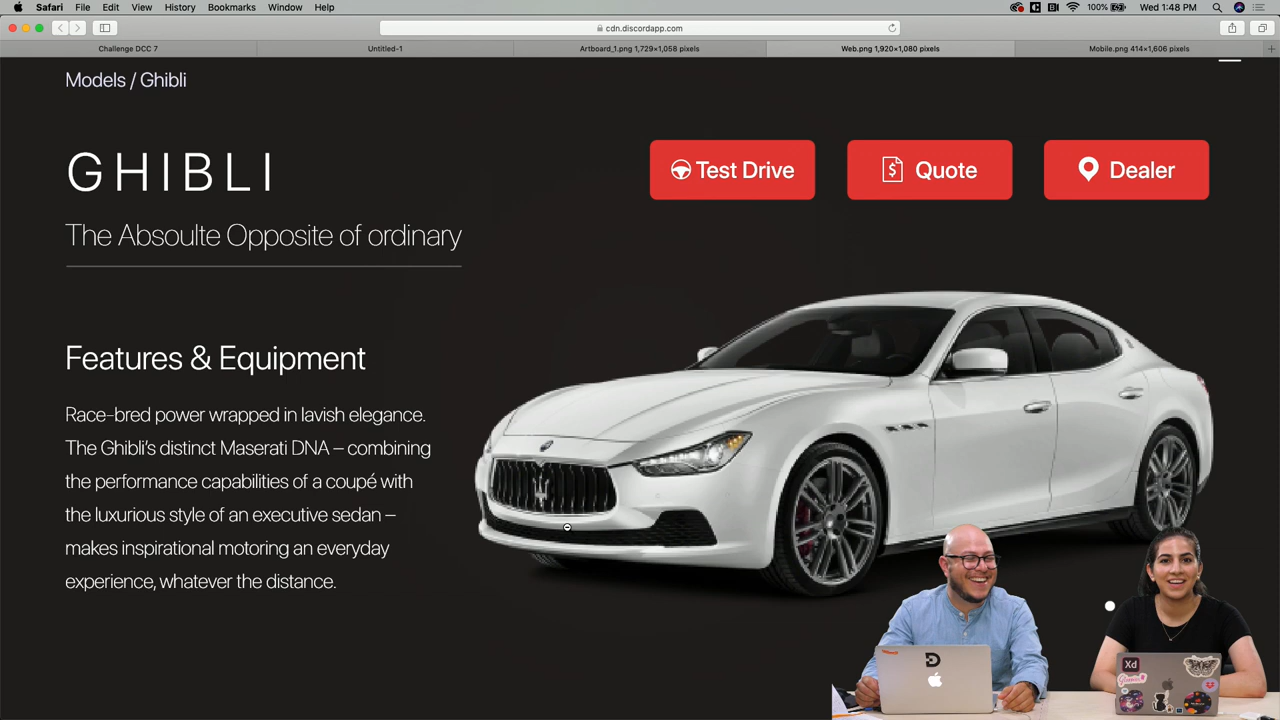 Safari File Edit View History Bookmarks Window Help 100% Wed 1:48 PM
cdn.discordapp.com
Challenge DCC 7 Untitled-1 Artboard_1.png 1,729×1,058 pixels Web.png 1,920×1,080 pixels Mobile.png 414×1,606 pixels
Models / Ghibli
GHIBLI
Test Drive
Quote
Dealer
The Absoulte Opposite of ordinary
Features & Equipment
Race-bred power wrapped in lavish elegance.
The Ghibli's distinct Maserati DNA – combining
the performance capabilities of a coupé with
the luxurious style of an executive sedan –
makes inspirational motoring an everyday
experience, whatever the distance.
Xd